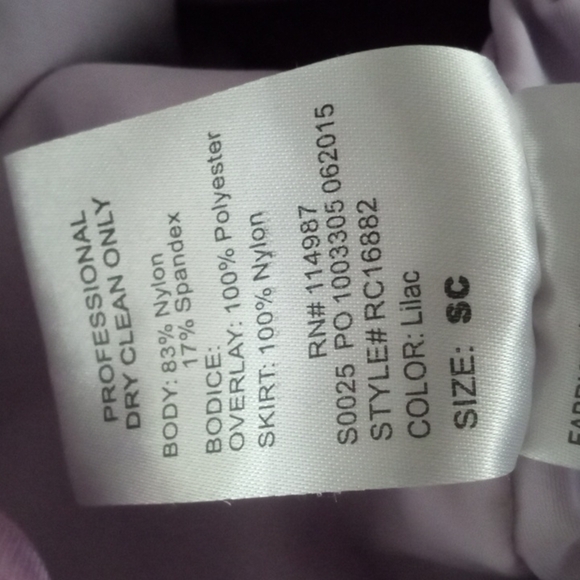 PROFESSIONAL
DRY CLEAN ONLY
BODY: 83% Nylon
17% Spandex
BODICE:
OVERLAY: 100% Polyester
SKIRT: 100% Nylon
RN# 114987
S0025 PO 1003305 062015
STYLE# RC16882
COLOR: Lilac
SIZE: SC